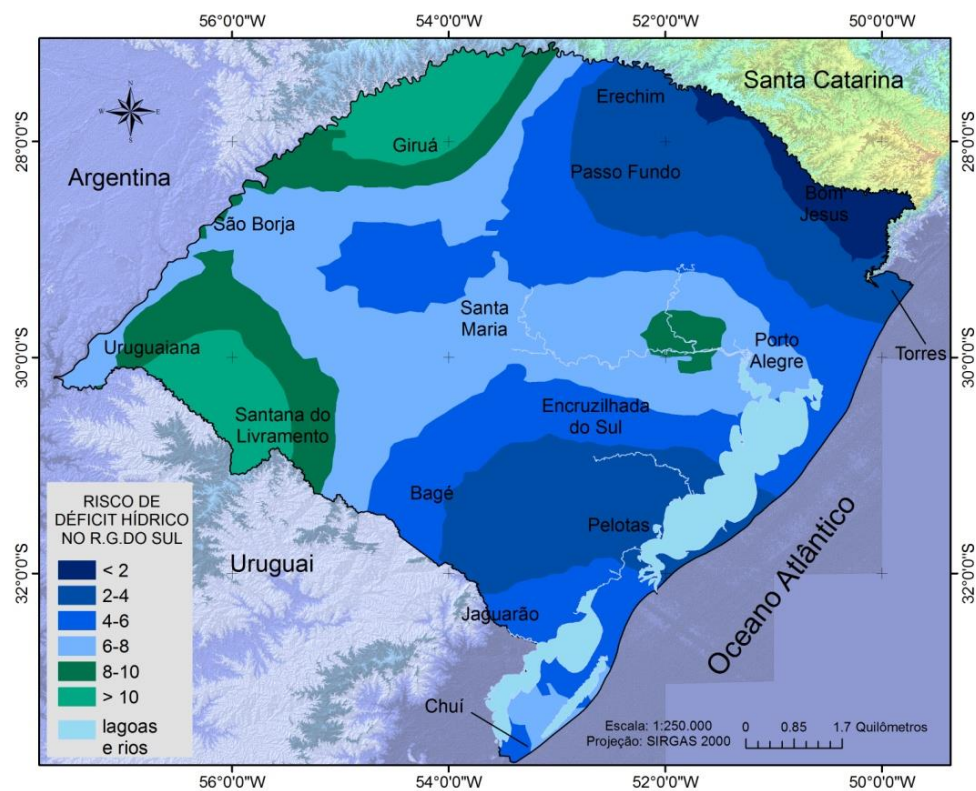 56°0'0"W
54°0'0"W
52°0'0"W
50°0'0"W
N
W
E
S
Santa Catarina
Erechim
28°0'0"S
28°0'0"S
Giruá
Argentina
Passo Fundo
Bom
Jesus
São Borja
Santa
Maria
Uruguaiana
Porto
Alegre
Torres
30°0'0"S
30°0'0"S
Santana do
Livramento
Encruzilhada
do Sul
Bagé
RISCO DE
DÉFICIT HÍDRICO
NO R.G.DO SUL
< 2
2-4
4-6
6-8
8-10
> 10
lagoas
e rios
Pelotas
Oceano Atlântico
Uruguai
32°0'0"S
32°0'0"S
Jaguarão
Chuí
Escala: 1:250.000
Projeção: SIRGAS 2000
0 0.85 1.7 Quilômetros
56°0'0"W
54°0'0"W
52°0'0"W
50°0'0"W